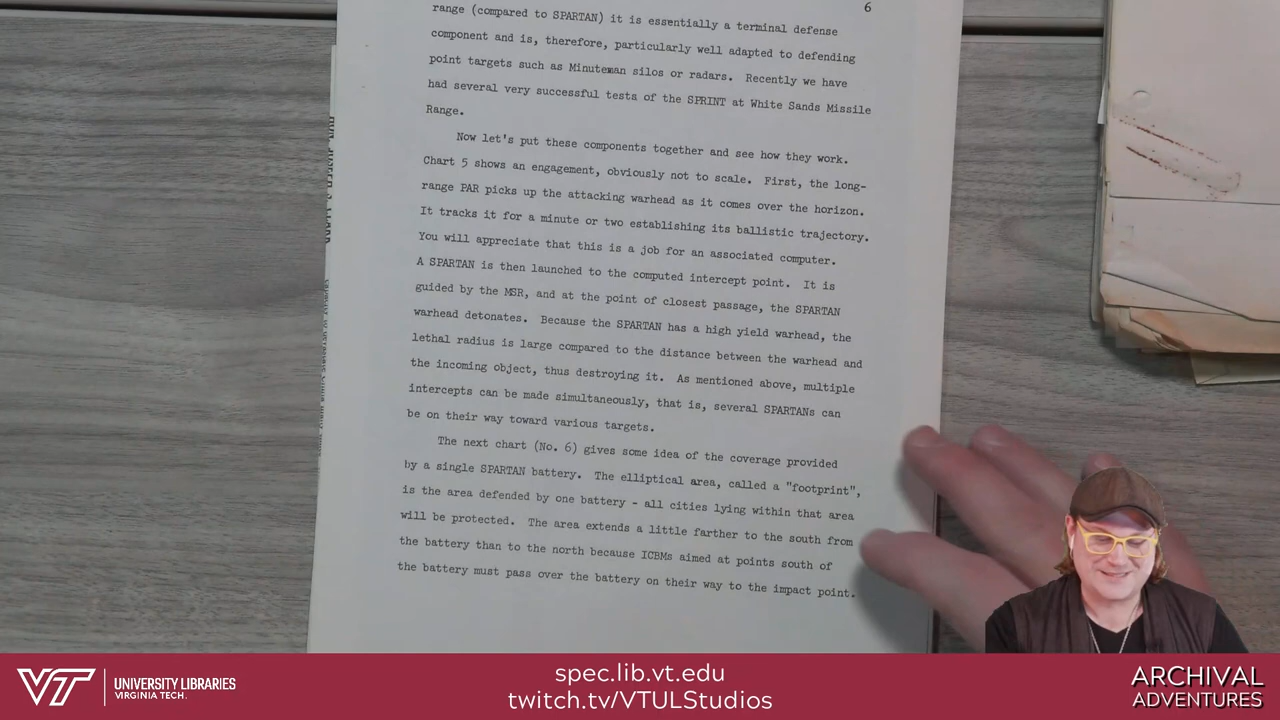 6
range (compared to SPARTAN) it is essentially a terminal defense
component and is, therefore, particularly well adapted to defending
point targets such as Minuteman silos or radars. Recently we have
had several very successful tests of the SPRINT at White Sands Missile
Range.
Now let's put these components together and see how they work.
Chart 5 shows an engagement, obviously not to scale. First, the long-
range PAR picks up the attacking warhead as it comes over the horizon.
It tracks it for a minute or two establishing its ballistic trajectory.
You will appreciate that this is a job for an associated computer.
A SPARTAN is then launched to the computed intercept point. It is
guided by the MSR, and at the point of closest passage, the SPARTAN
warhead detonates. Because the SPARTAN has a high yield warhead, the
lethal radius is large compared to the distance between the warhead and
the incoming object, thus destroying it. As mentioned above, multiple
intercepts can be made simultaneously, that is, several SPARTANs can
be on their way toward various targets.
The next chart (No. 6) gives some idea of the coverage provided
by a single SPARTAN battery. The elliptical area, called a "footprint",
is the area defended by one battery - all cities lying within that area
will be protected. The area extends a little farther to the south from
the battery than to the north because ICBMs aimed at points south of
the battery must pass over the battery on their way to the impact point.
VT
UNIVERSITY LIBRARIES
VIRGINIA TECH.
spec.lib.vt.edu
twitch.tv/VTULStudios
ARCHIVAL
ADVENTURES